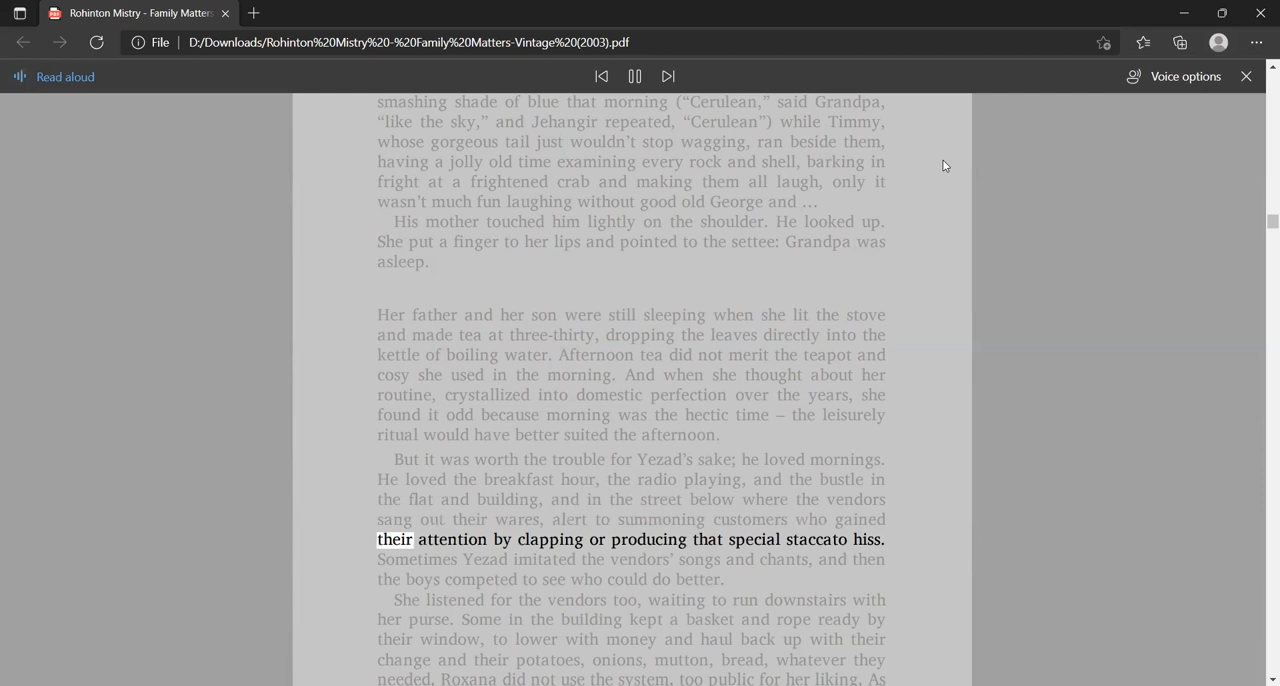 Rohinton Mistry - Family Matters
File
D:/Downloads/Rohinton%20Mistry%20-%20Family%20Matters-Vintage%20(2003).pdf
Read aloud
Voice options
smashing shade of blue that morning (“Cerulean,” said Grandpa,
“like the sky,” and Jehangir repeated, “Cerulean”) while Timmy,
whose gorgeous tail just wouldn’t stop wagging, ran beside them,
having a jolly old time examining every rock and shell, barking in
fright at a frightened crab and making them all laugh, only it
wasn’t much fun laughing without good old George and …
His mother touched him lightly on the shoulder. He looked up.
She put a finger to her lips and pointed to the settee: Grandpa was
asleep.
Her father and her son were still sleeping when she lit the stove
and made tea at three-thirty, dropping the leaves directly into the
kettle of boiling water. Afternoon tea did not merit the teapot and
cosy she used in the morning. And when she thought about her
routine, crystallized into domestic perfection over the years, she
found it odd because morning was the hectic time – the leisurely
ritual would have better suited the afternoon.
But it was worth the trouble for Yezad’s sake; he loved mornings.
He loved the breakfast hour, the radio playing, and the bustle in
the flat and building, and in the street below where the vendors
sang out their wares, alert to summoning customers who gained
their attention by clapping or producing that special staccato hiss.
Sometimes Yezad imitated the vendors’ songs and chants, and then
the boys competed to see who could do better.
She listened for the vendors too, waiting to run downstairs with
her purse. Some in the building kept a basket and rope ready by
their window, to lower with money and haul back up with their
change and their potatoes, onions, mutton, bread, whatever they
needed. Roxana did not use the system, too public for her liking. As